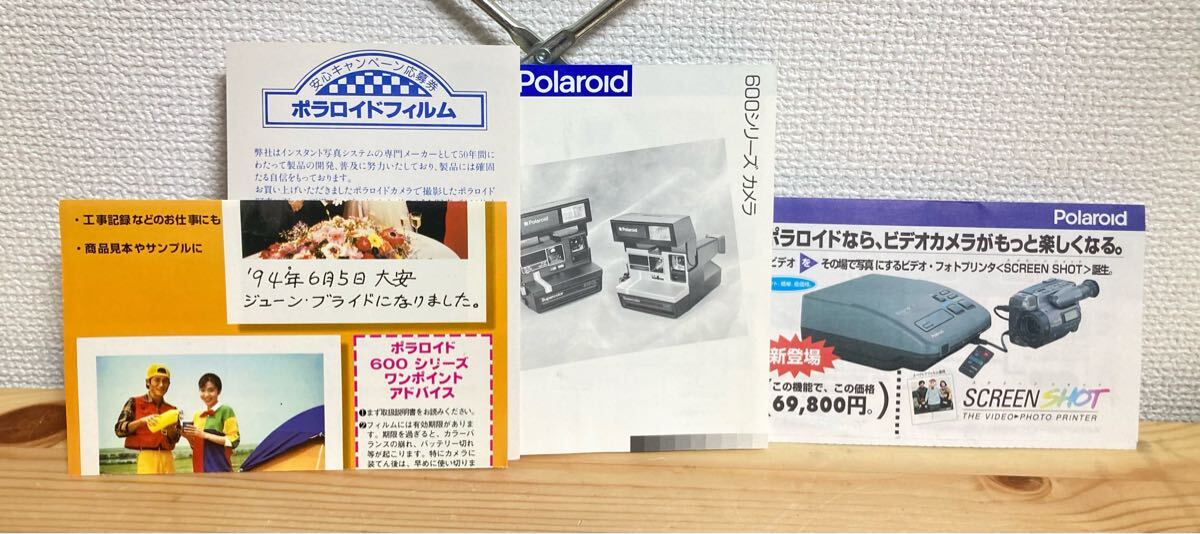 安心キャンペーン応募券
ポラロイドフィルム
弊社はインスタント写真システムの専門メーカーとして50年間に
わたって製品の開発、普及に努力いたしており、製品には確固
たる自信をもっております。
お買い上げいただきましたポラロイドカメラで撮影したポラロイド
・工事記録などのお仕事にも
・商品見本やサンプルに
'94年6月5日 大安
ジューン・ブライドになりました。
ポラロイド
600 シリーズ
ワンポイント
アドバイス
❶まず取扱説明書をお読みください。
❷フィルムには有効期限がありま
す。期限を過ぎると、カラーバ
ランスの崩れ、バッテリー切れ
等が起こります。特にカメラに
装てん後は、早めに使い切りま
Polaroid
600シリーズ カメラ
Supercolor
Supercolor
Polaroid
ポラロイドなら、ビデオカメラがもっと楽しくなる。
ビデオ を その場で写真にするビデオ・フォトプリンタ<SCREEN SHOT>誕生。
新登場
(この機能で、この価格
69,800円。)
SCREEN SHOT
THE VIDEO▶PHOTO PRINTER